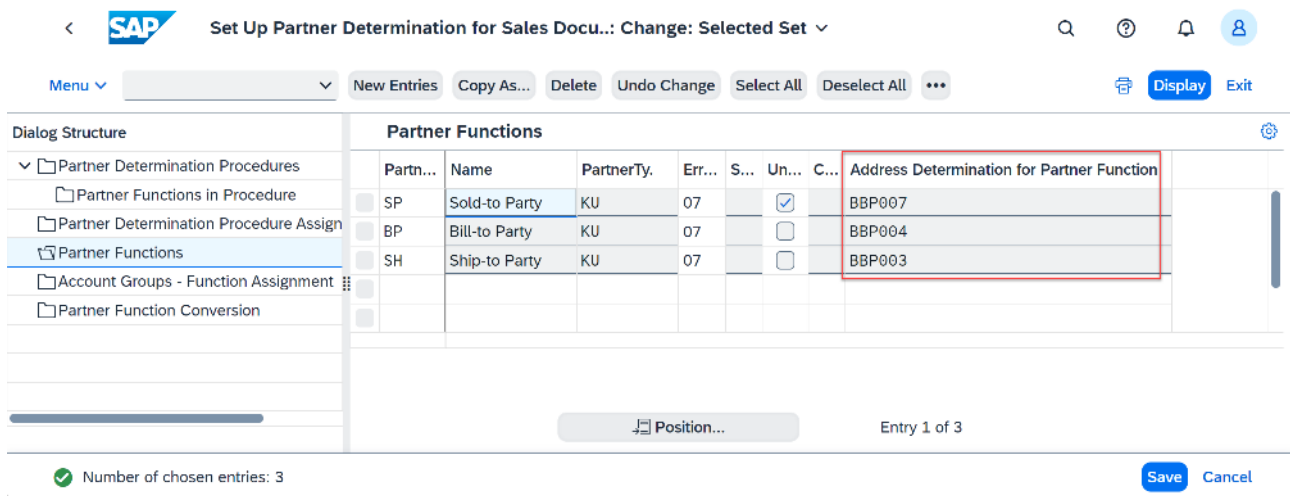 SAP Set Up Partner Determination for Sales Docu..: Change: Selected Set
Menu New Entries Copy As... Delete Undo Change Select All Deselect All ••• Display Exit
Dialog Structure
Partner Determination Procedures
Partner Functions in Procedure
Partner Determination Procedure Assign
Partner Functions
Account Groups - Function Assignment
Partner Function Conversion
Partner Functions
Partn... Name PartnerTy. Err... S... Un... C... Address Determination for Partner Function
SP Sold-to Party KU 07 BBP007
BP Bill-to Party KU 07 BBP004
SH Ship-to Party KU 07 BBP003
Position... Entry 1 of 3
Number of chosen entries: 3 Save Cancel